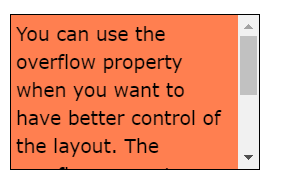 You can use the
overflow property
when you want to
have better control of
the layout. The